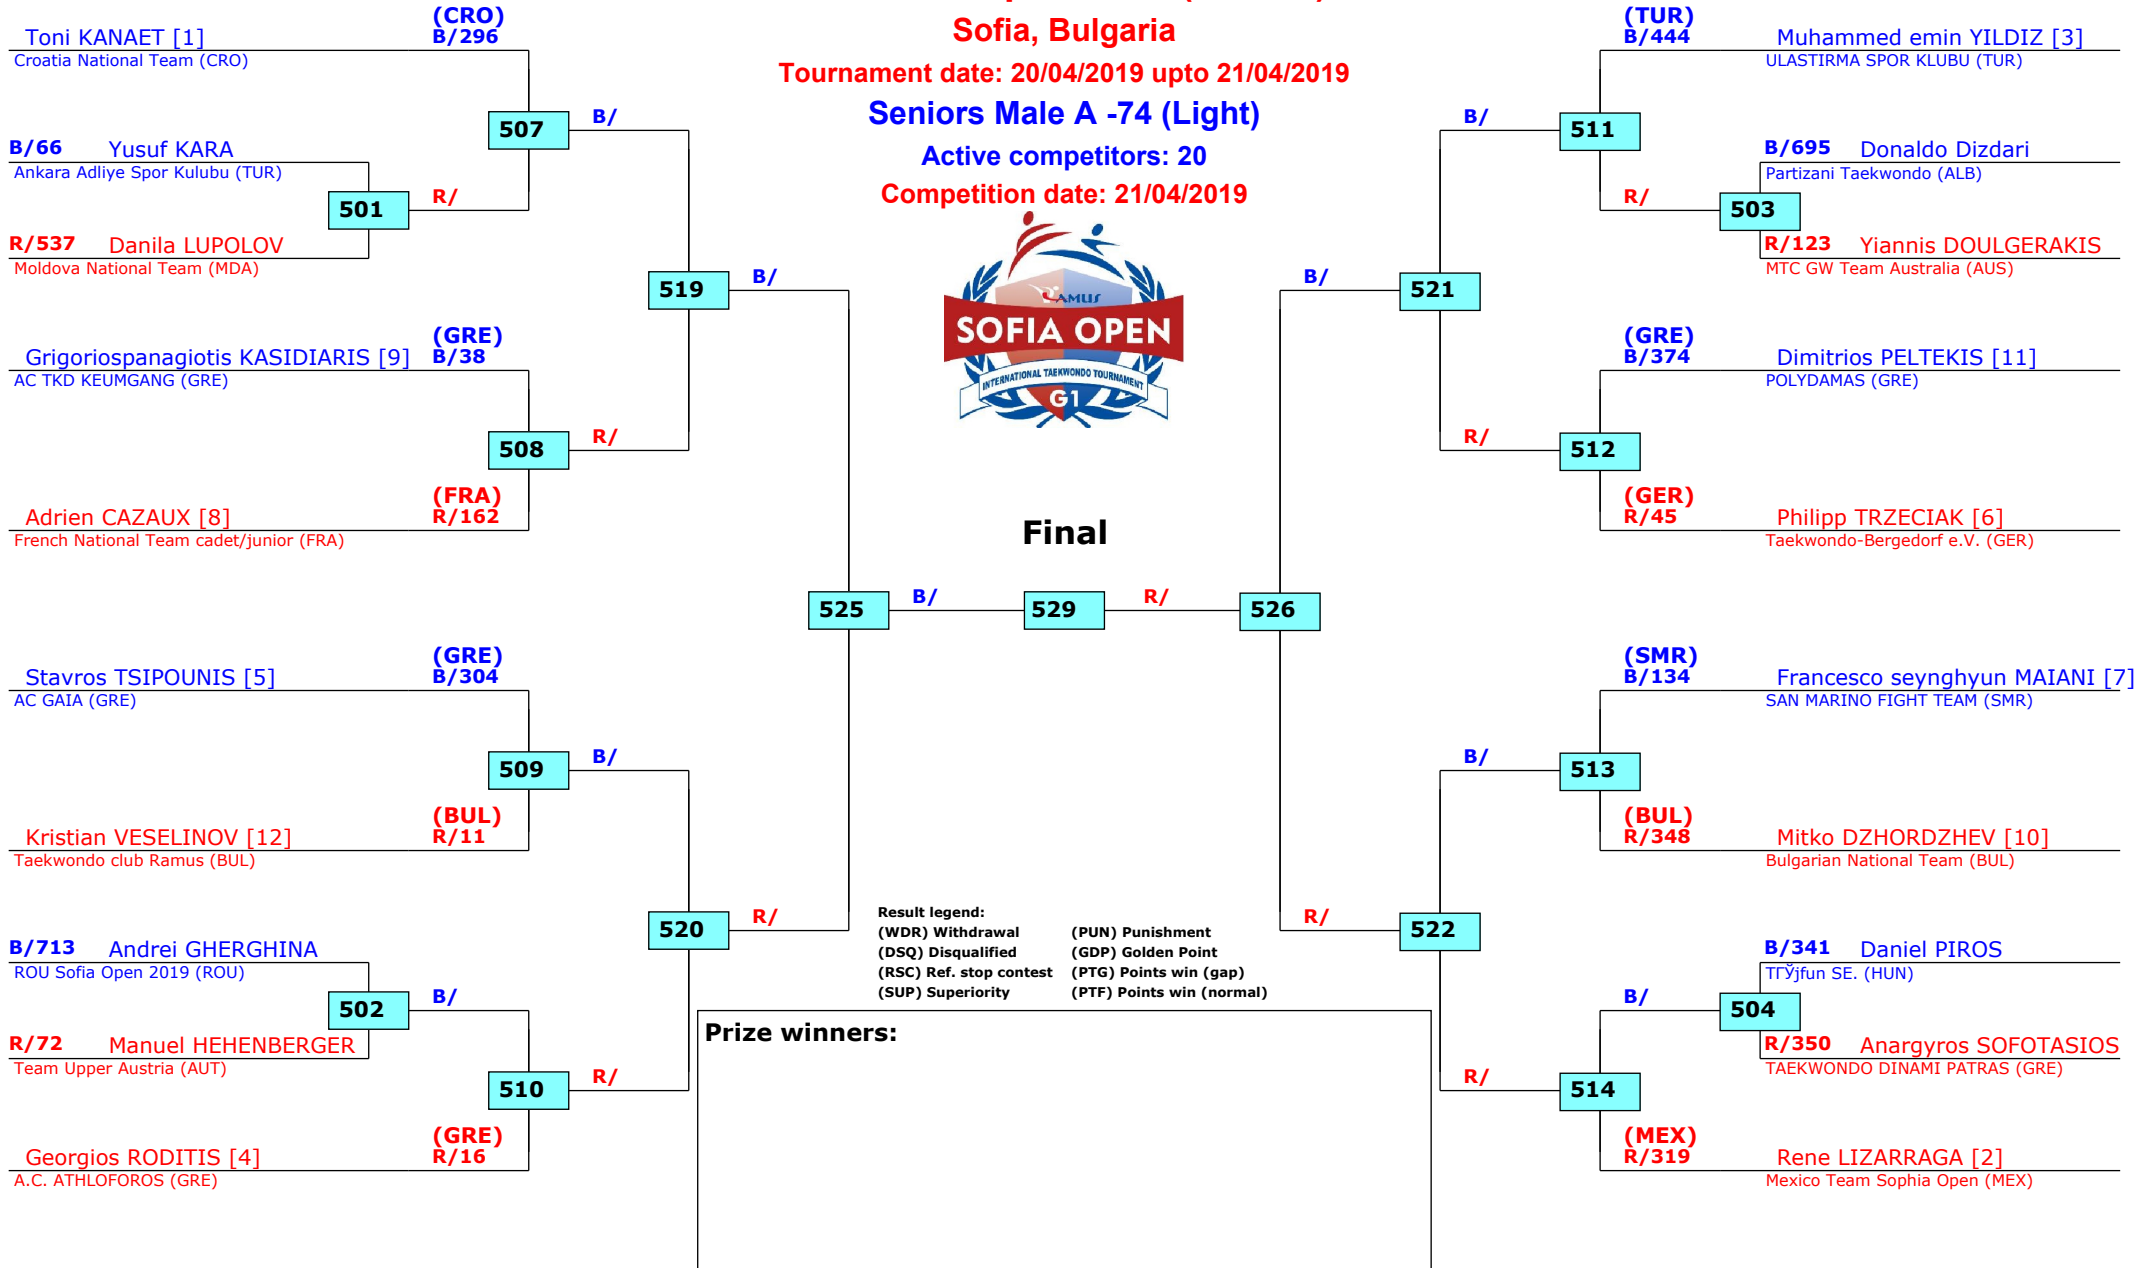 Sofia, Bulgaria
Tournament date: 20/04/2019 upto 21/04/2019
Seniors Male A -74 (Light)
Active competitors: 20
Competition date: 21/04/2019
RAMUS
SOFIA OPEN
INTERNATIONAL TAEKWONDO TOURNAMENT
G1
(CRO)
Toni KANAET [1] B/296
Croatia National Team (CRO)
507 B/
B/66 Yusuf KARA
Ankara Adliye Spor Kulubu (TUR)
501 R/
R/537 Danila LUPOLOV
Moldova National Team (MDA)
519 B/
(GRE)
Grigoriospanagiotis KASIDIARIS [9] B/38
AC TKD KEUMGANG (GRE)
508 R/
(FRA)
Adrien CAZAUX [8] R/162
French National Team cadet/junior (FRA)
525 B/
(GRE)
Stavros TSIPOUNIS [5] B/304
AC GAIA (GRE)
509 B/
(BUL)
Kristian VESELINOV [12] R/11
Taekwondo club Ramus (BUL)
520 R/
B/713 Andrei GHERGHINA
ROU Sofia Open 2019 (ROU)
502 B/
R/72 Manuel HEHENBERGER
Team Upper Austria (AUT)
510 R/
(GRE)
Georgios RODITIS [4] R/16
A.C. ATHLOFOROS (GRE)
Final
529
(TUR)
B/444 Muhammed emin YILDIZ [3]
ULASTIRMA SPOR KLUBU (TUR)
B/ 511
B/695 Donaldo Dizdari
Partizani Taekwondo (ALB)
R/ 503
R/123 Yiannis DOULGERAKIS
MTC GW Team Australia (AUS)
B/ 521
(GRE)
B/374 Dimitrios PELTEKIS [11]
POLYDAMAS (GRE)
R/ 512
(GER)
R/45 Philipp TRZECIAK [6]
Taekwondo-Bergedorf e.V. (GER)
R/ 526
(SMR)
B/134 Francesco seynghyun MAIANI [7]
SAN MARINO FIGHT TEAM (SMR)
B/ 513
(BUL)
R/348 Mitko DZHORDZHEV [10]
Bulgarian National Team (BUL)
R/ 522
B/341 Daniel PIROS
TГЎjfun SE. (HUN)
B/ 504
R/350 Anargyros SOFOTASIOS
TAEKWONDO DINAMI PATRAS (GRE)
R/ 514
(MEX)
R/319 Rene LIZARRAGA [2]
Mexico Team Sophia Open (MEX)
Result legend:
(WDR) Withdrawal (PUN) Punishment
(DSQ) Disqualified (GDP) Golden Point
(RSC) Ref. stop contest (PTG) Points win (gap)
(SUP) Superiority (PTF) Points win (normal)
Prize winners: